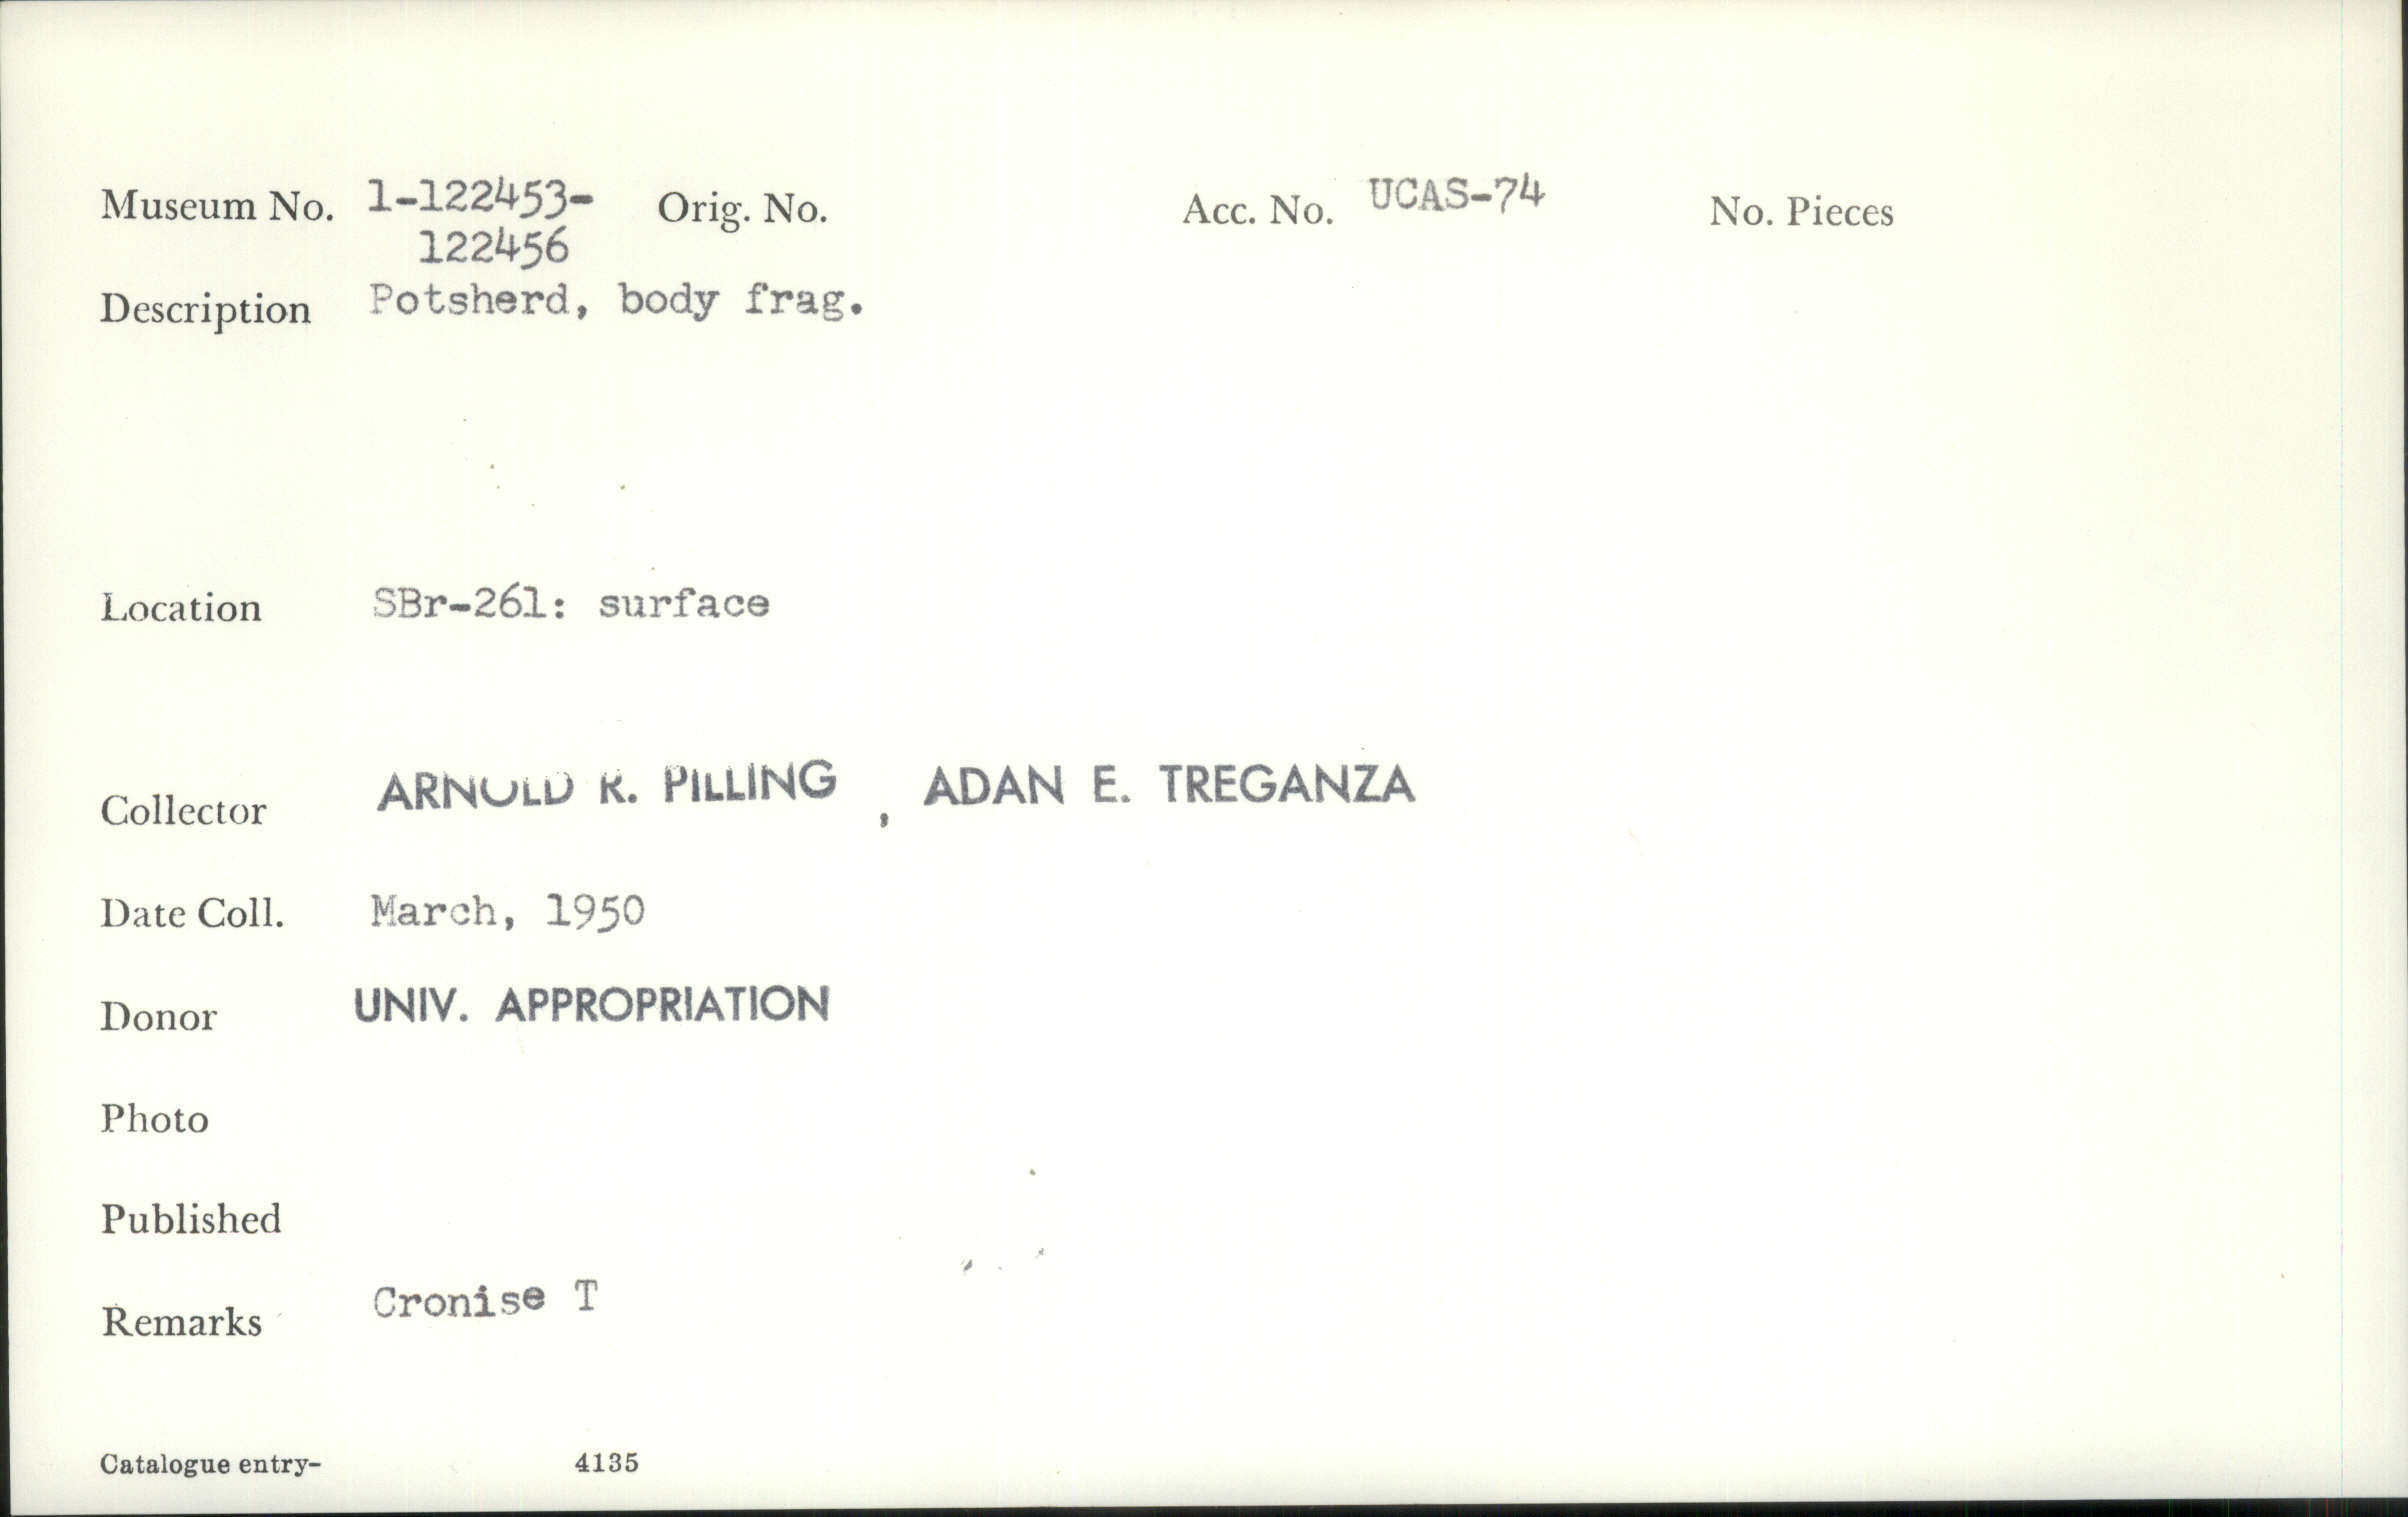 Museum No. 1-122453- Orig. No. Acc. No. UCAS-74 No. Pieces
122456
Description Potsherd, body frag.
Location SBr-261: surface
Collector ARNOLD R. PILLING , ADAN E. TREGANZA
Date Coll. March, 1950
Donor UNIV. APPROPRIATION
Photo
Published
Remarks Cronise T
Catalogue entry- 4135